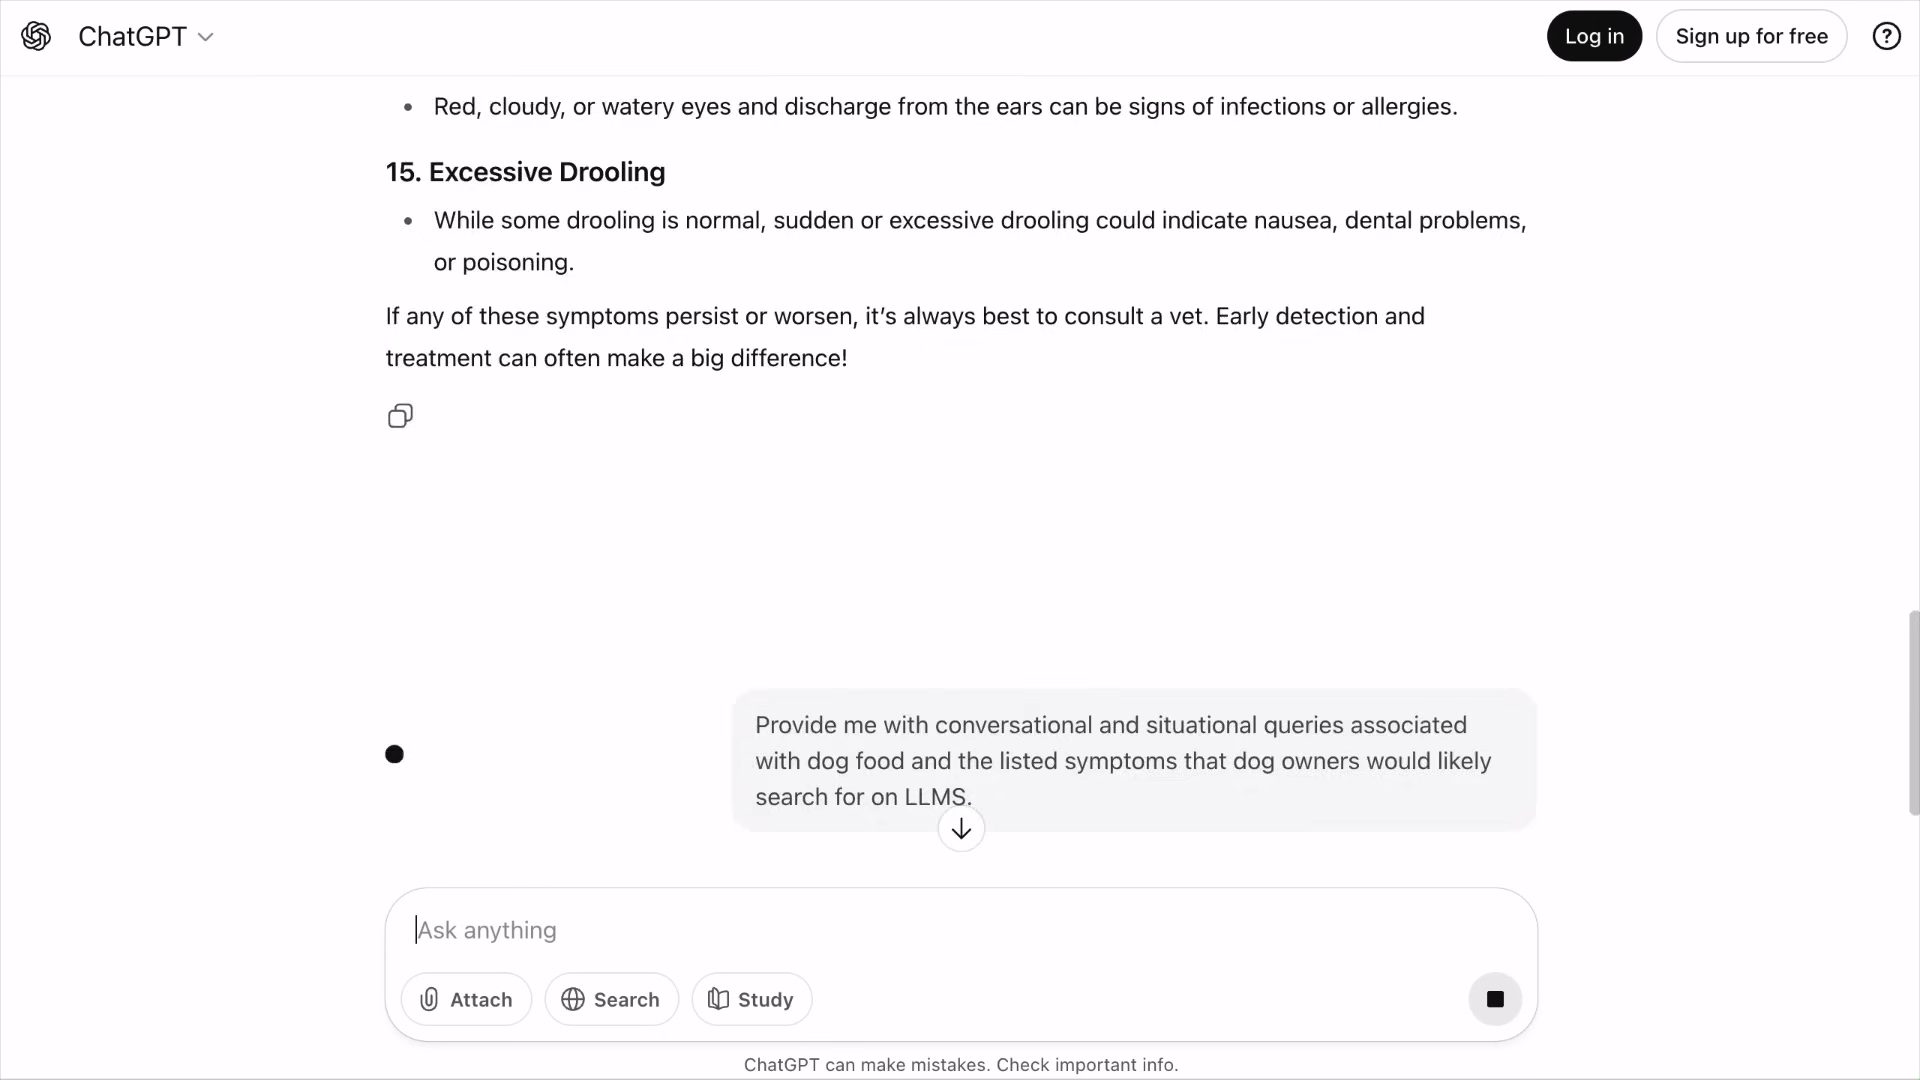 ChatGPT
Log in
Sign up for free
?
Red, cloudy, or watery eyes and discharge from the ears can be signs of infections or allergies.
15. Excessive Drooling
While some drooling is normal, sudden or excessive drooling could indicate nausea, dental problems,
or poisoning.
If any of these symptoms persist or worsen, it’s always best to consult a vet. Early detection and
treatment can often make a big difference!
Provide me with conversational and situational queries associated
with dog food and the listed symptoms that dog owners would likely
search for on LLMS.
Ask anything
Attach
Search
Study
ChatGPT can make mistakes. Check important info.